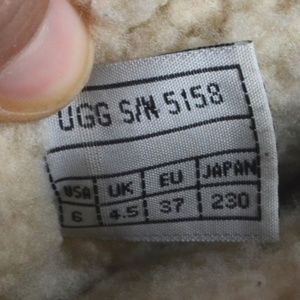 UGG S/N 5158
USA UK EU JAPAN
6 4.5 37 230